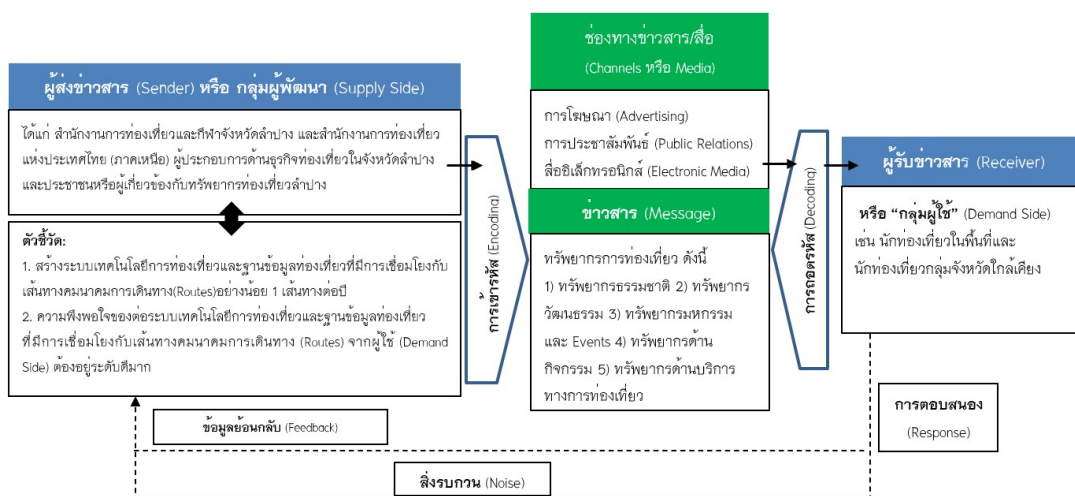 ผู้ส่งข่าวสาร (Sender) หรือ กลุ่มผู้พัฒนา (Supply Side)
ได้แก่ สำนักงานการท่องเที่ยวและกีฬาจังหวัดลำปาง และสำนักงานการท่องเที่ยว
แห่งประเทศไทย (ภาคเหนือ) ผู้ประกอบการด้านธุรกิจท่องเที่ยวในจังหวัดลำปาง
และประชาชนหรือผู้เกี่ยวข้องกับทรัพยากรท่องเที่ยวลำปาง
ตัวชี้วัด:
1. สร้างระบบเทคโนโลยีการท่องเที่ยวและฐานข้อมูลท่องเที่ยวที่มีการเชื่อมโยงกับ
เส้นทางคมนาคมการเดินทาง(Routes)อย่างน้อย 1 เส้นทางต่อปี
2. ความพึงพอใจของต่อระบบเทคโนโลยีการท่องเที่ยวและฐานข้อมูลท่องเที่ยว
ที่มีการเชื่อมโยงกับเส้นทางคมนาคมการเดินทาง (Routes) จากผู้ใช้ (Demand
Side) ต้องอยู่ระดับดีมาก
การเข้ารหัส (Encoding)
ช่องทางข่าวสาร/สื่อ
(Channels หรือ Media)
การโฆษณา (Advertising)
การประชาสัมพันธ์ (Public Relations)
สื่ออิเล็กทรอนิกส์ (Electronic Media)
ข่าวสาร (Message)
ทรัพยากรการท่องเที่ยว ดังนี้
1) ทรัพยากรธรรมชาติ 2) ทรัพยากร
วัฒนธรรม 3) ทรัพยากรมหกรรม
และ Events 4) ทรัพยากรด้าน
กิจกรรม 5) ทรัพยากรด้านบริการ
ทางการท่องเที่ยว
การถอดรหัส (Decoding)
ผู้รับข่าวสาร (Receiver)
หรือ “กลุ่มผู้ใช้” (Demand Side)
เช่น นักท่องเที่ยวในพื้นที่และ
นักท่องเที่ยวกลุ่มจังหวัดใกล้เคียง
การตอบสนอง
(Response)
ข้อมูลย้อนกลับ (Feedback)
สิ่งรบกวน (Noise)